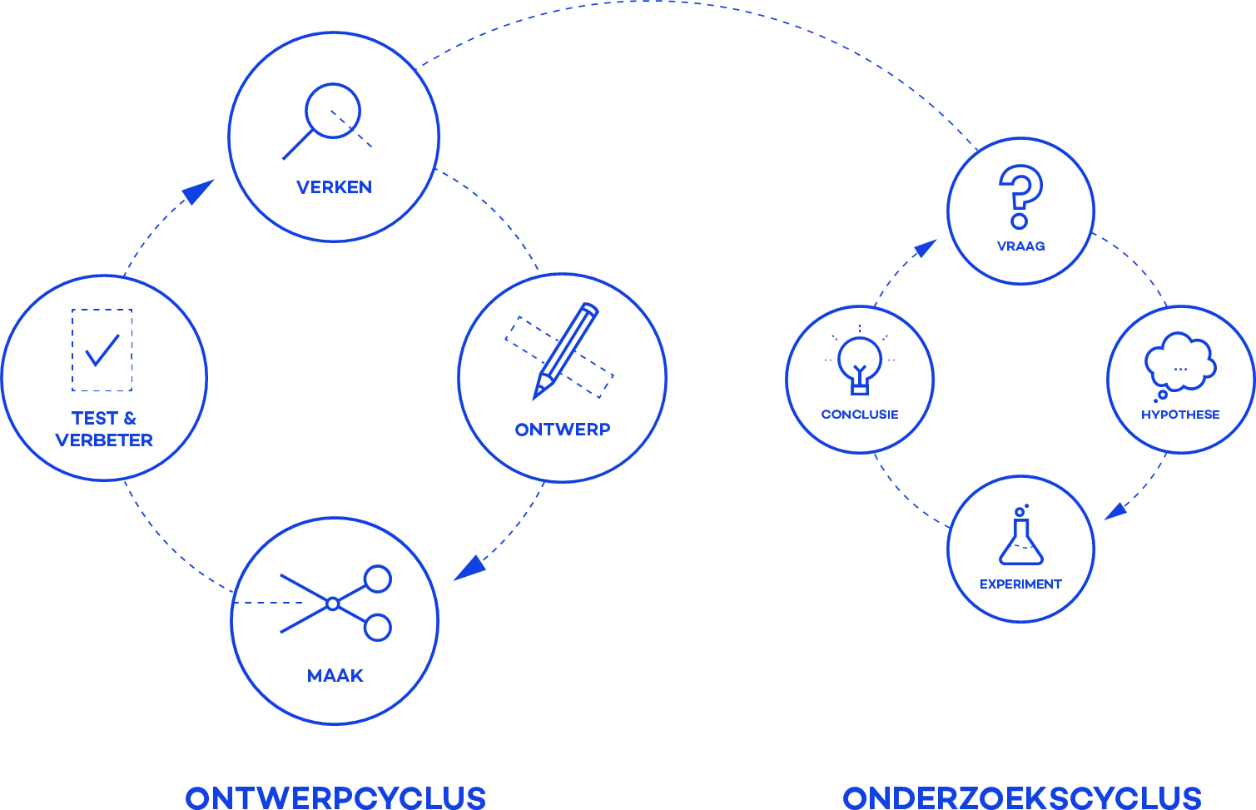 VERKEN
ONTWERP
MAAK
TEST &
VERBETER
ONTWERPCYCLUS
VRAAG
HYPOTHESE
...
EXPERIMENT
CONCLUSIE
ONDERZOEKSCYCLUS